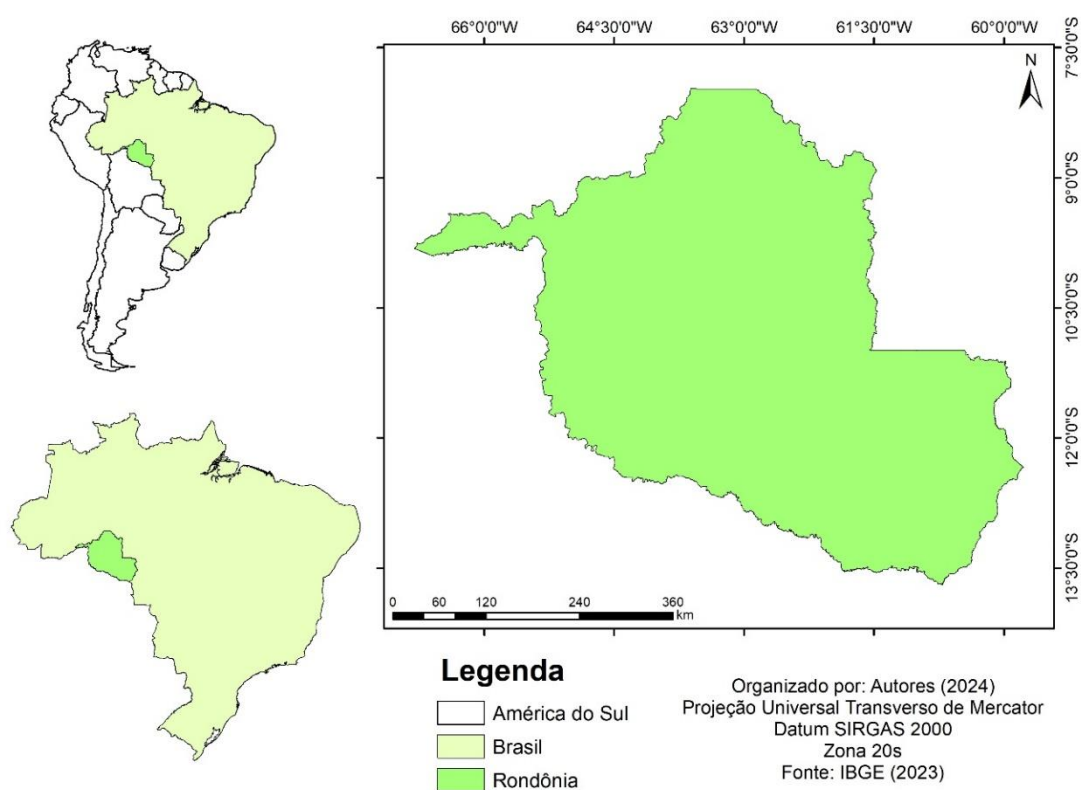 66°0'0"W 64°30'0"W 63°0'0"W 61°30'0"W 60°0'0"W
7°30'0"S
N
9°0'0"S
10°30'0"S
12°0'0"S
13°30'0"S
0 60 120 240 360
km
Legenda
América do Sul
Brasil
Rondônia
Organizado por: Autores (2024)
Projeção Universal Transverso de Mercator
Datum SIRGAS 2000
Zona 20s
Fonte: IBGE (2023)